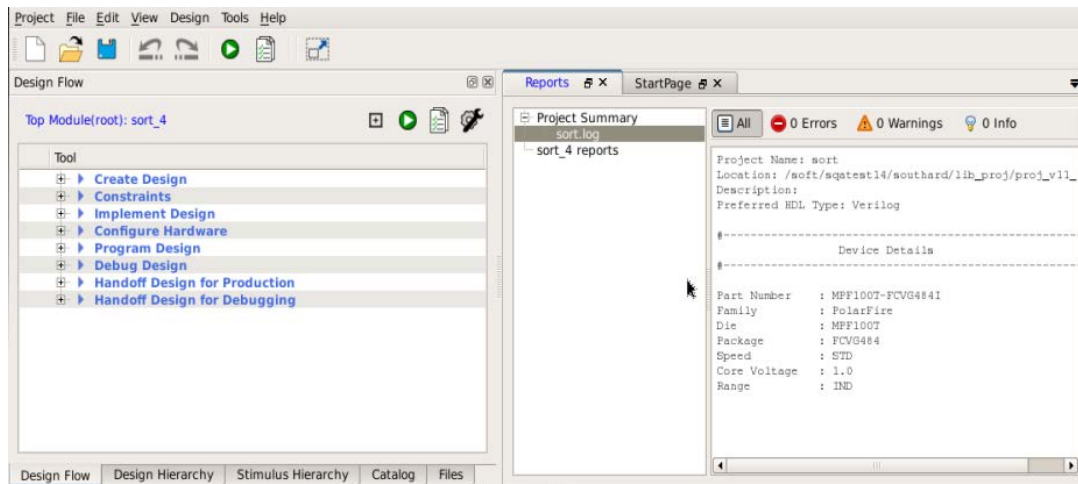 Project File Edit View Design Tools Help
Design Flow
Top Module(root): sort_4
Tool
Create Design
Constraints
Implement Design
Configure Hardware
Program Design
Debug Design
Handoff Design for Production
Handoff Design for Debugging
Design Flow Design Hierarchy Stimulus Hierarchy Catalog Files
Reports StartPage
Project Summary
sort.log
sort_4 reports
All 0 Errors 0 Warnings 0 Info
Project Name: sort
Location: /soft/sqatest14/southard/lib_proj/proj_v11_
Description:
Preferred HDL Type: Verilog
#-----------------------------------------------------
Device Details
#-----------------------------------------------------
Part Number : MPF100T-FCVG484I
Family : PolarFire
Die : MPF100T
Package : FCVG484
Speed : STD
Core Voltage : 1.0
Range : IND